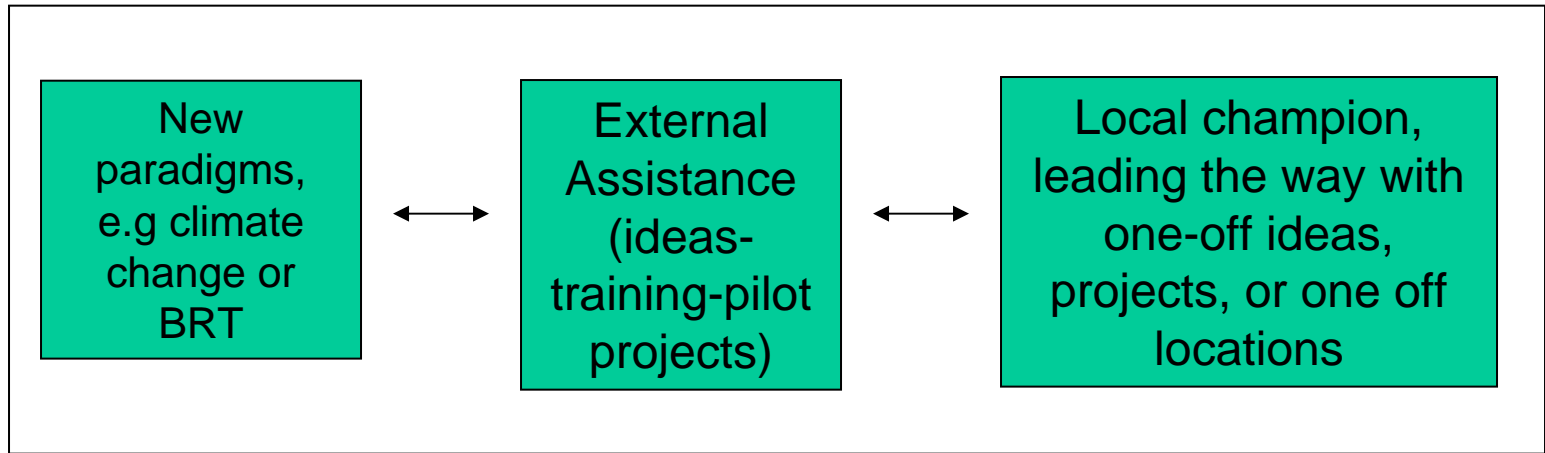 New
paradigms,
e.g climate
change or
BRT
External
Assistance
(ideas-
training-pilot
projects)
Local champion,
leading the way with
one-off ideas,
projects, or one off
locations